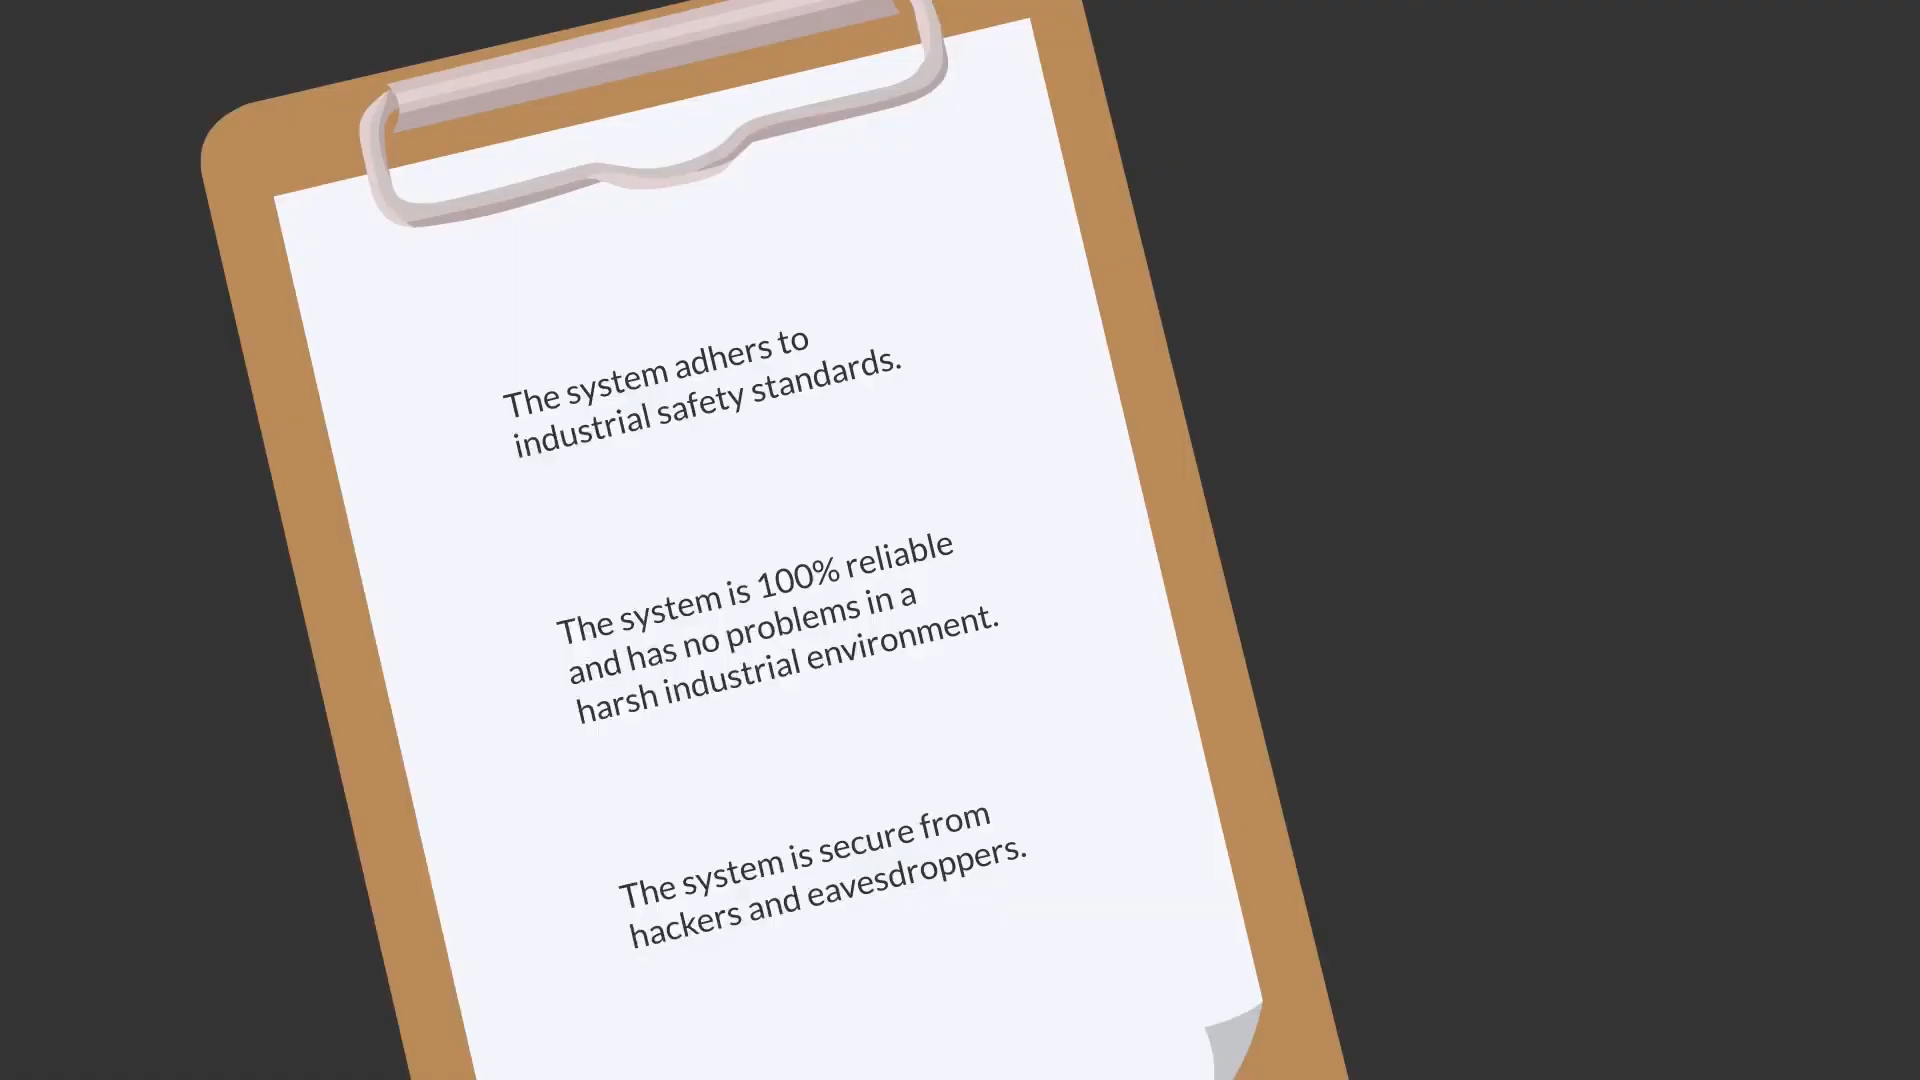 The system adhers to
industrial safety standards.
The system is 100% reliable
and has no problems in a
harsh industrial environment.
The system is secure from
hackers and eavesdroppers.